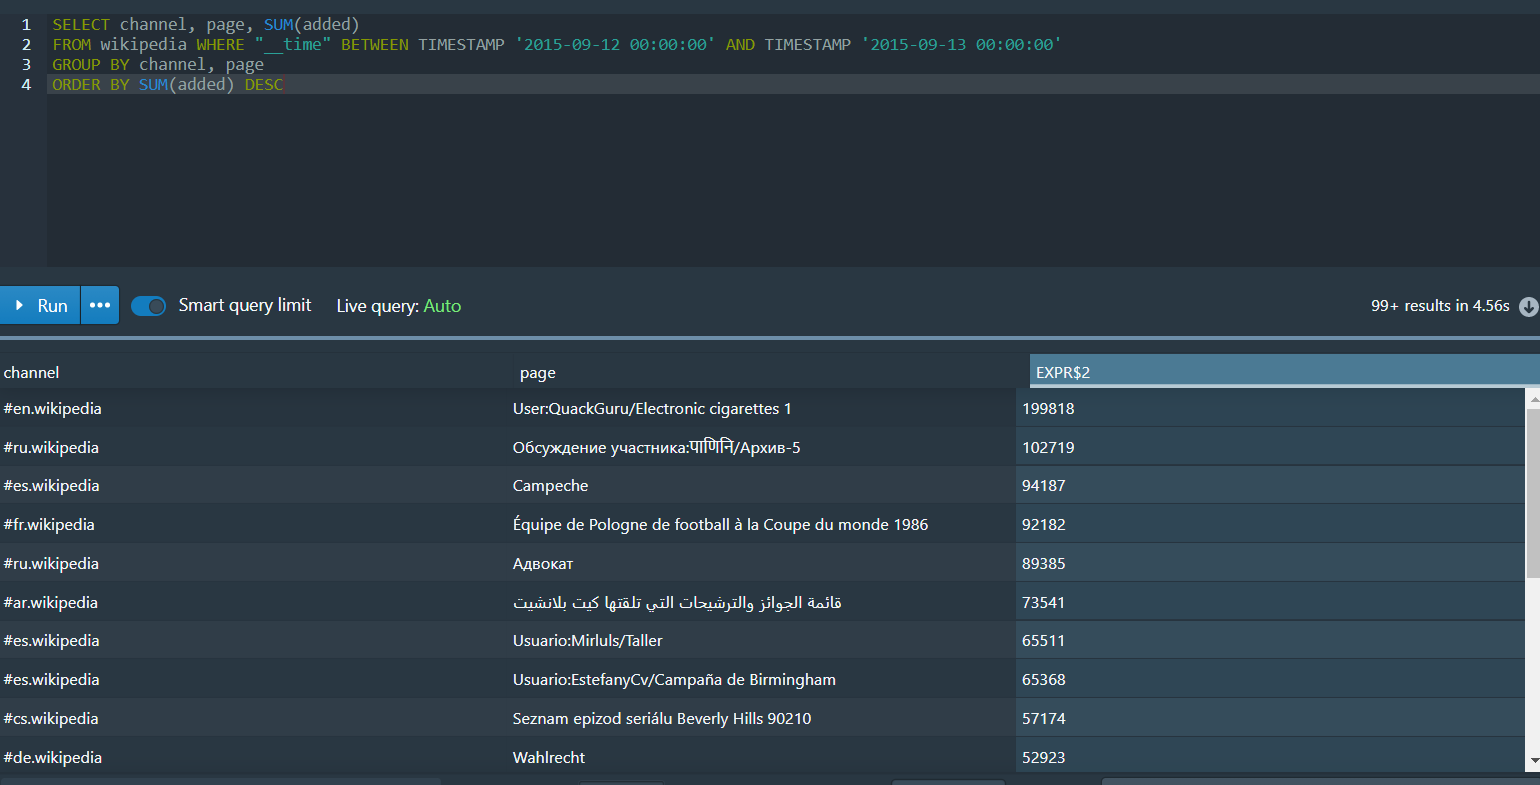 1 SELECT channel, page, SUM(added)
2 FROM wikipedia WHERE "__time" BETWEEN TIMESTAMP '2015-09-12 00:00:00' AND TIMESTAMP '2015-09-13 00:00:00'
3 GROUP BY channel, page
4 ORDER BY SUM(added) DESC
Run ••• Smart query limit Live query: Auto 99+ results in 4.56s
channel page EXPR$2
#en.wikipedia User:QuackGuru/Electronic cigarettes 1 199818
#ru.wikipedia Обсуждение участника:पाणिनि/Архив-5 102719
#es.wikipedia Campeche 94187
#fr.wikipedia Équipe de Pologne de football à la Coupe du monde 1986 92182
#ru.wikipedia Адвокат 89385
#ar.wikipedia قائمة الجوائز والترشيحات التي تلقتها كيت بلانشيت 73541
#es.wikipedia Usuario:Mirluls/Taller 65511
#es.wikipedia Usuario:EstefanyCv/Campaña de Birmingham 65368
#cs.wikipedia Seznam epizod seriálu Beverly Hills 90210 57174
#de.wikipedia Wahlrecht 52923